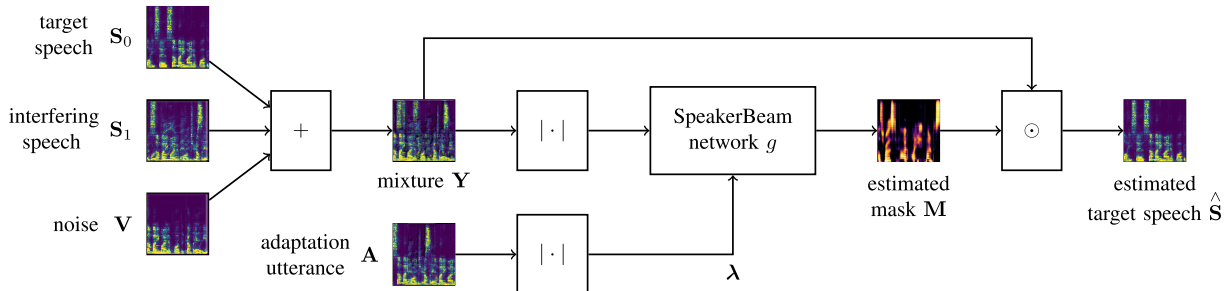 target
speech S₀
interfering
speech S₁
noise V
+
mixture Y
adaptation
utterance A
| · |
| · |
SpeakerBeam
network g
λ
estimated
mask M
⊙
estimated
target speech Ŝ